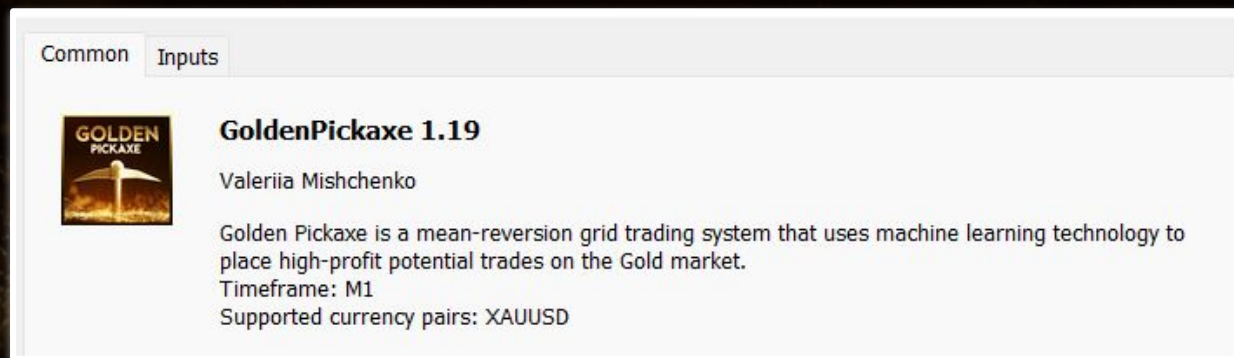 Common Inputs
GOLDEN
PICKAXE
GoldenPickaxe 1.19
Valeriia Mishchenko
Golden Pickaxe is a mean-reversion grid trading system that uses machine learning technology to
place high-profit potential trades on the Gold market.
Timeframe: M1
Supported currency pairs: XAUUSD